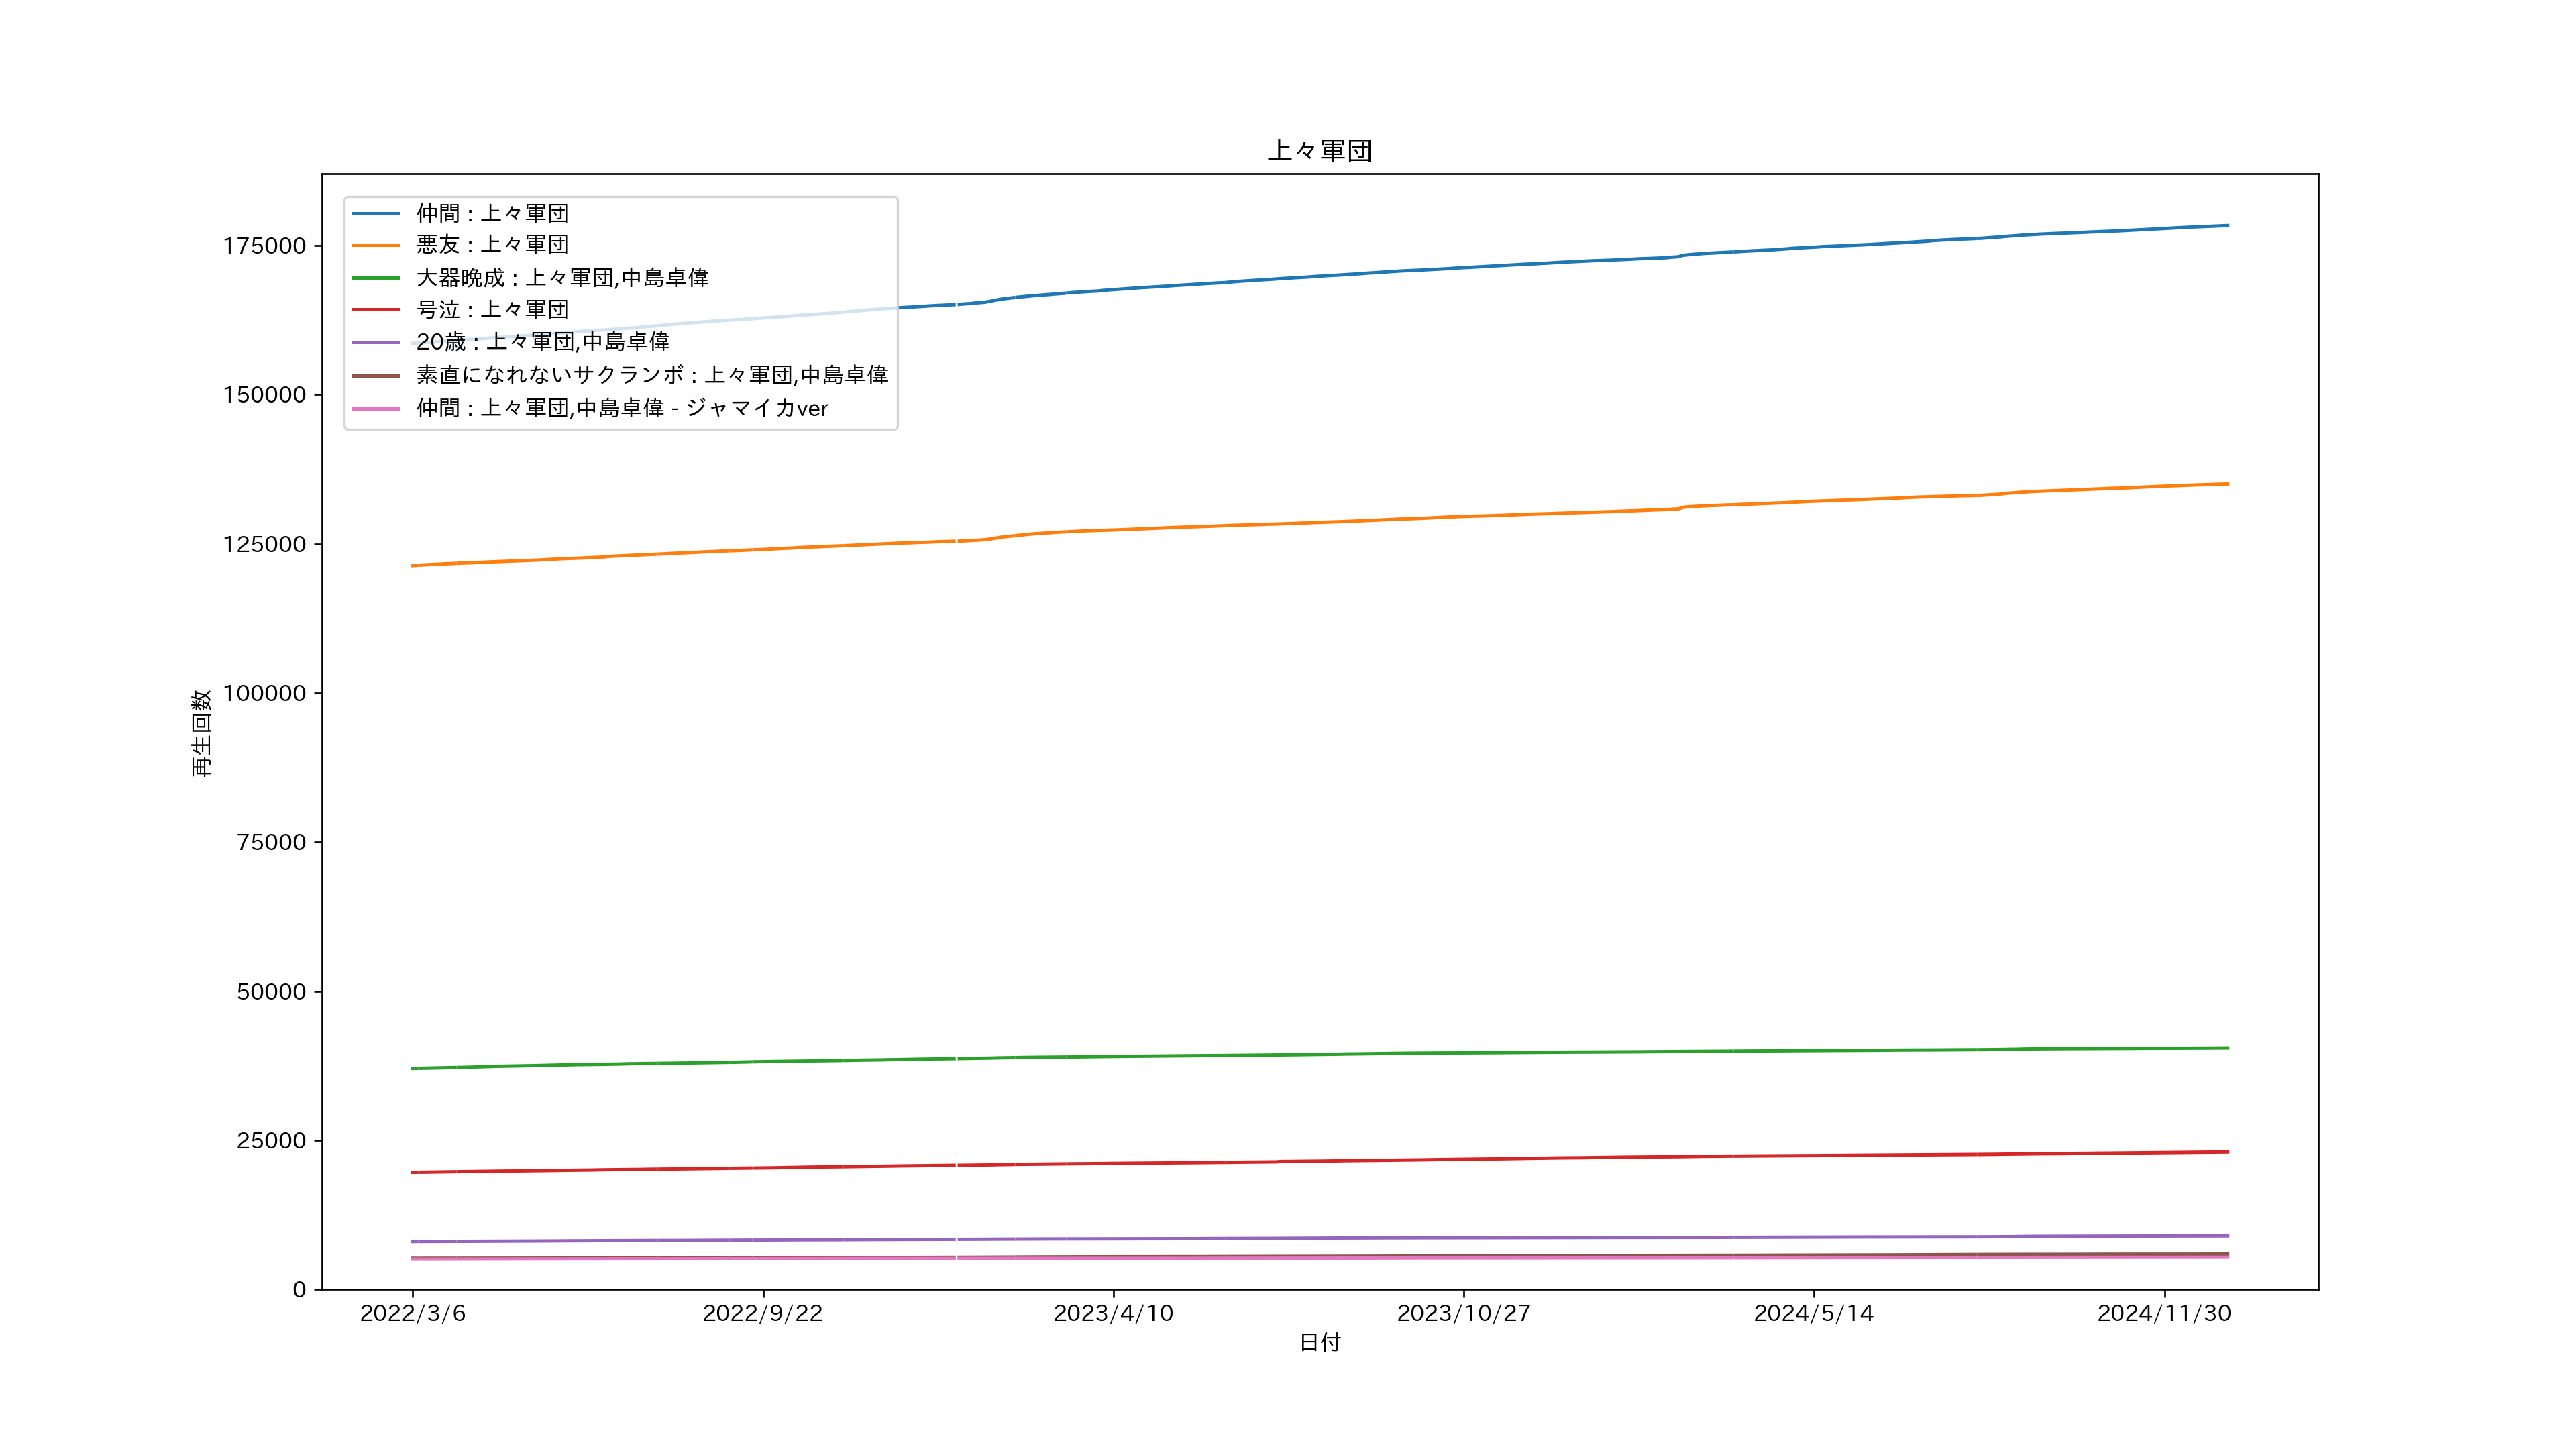 上々軍団
仲間 : 上々軍団
悪友 : 上々軍団
大器晩成 : 上々軍団,中島卓偉
号泣 : 上々軍団
20歳 : 上々軍団,中島卓偉
素直になれないサクランボ : 上々軍団,中島卓偉
仲間 : 上々軍団,中島卓偉 - ジャマイカver
175000
150000
125000
100000
75000
50000
25000
0
再生回数
2022/3/6
2022/9/22
2023/4/10
2023/10/27
2024/5/14
2024/11/30
日付